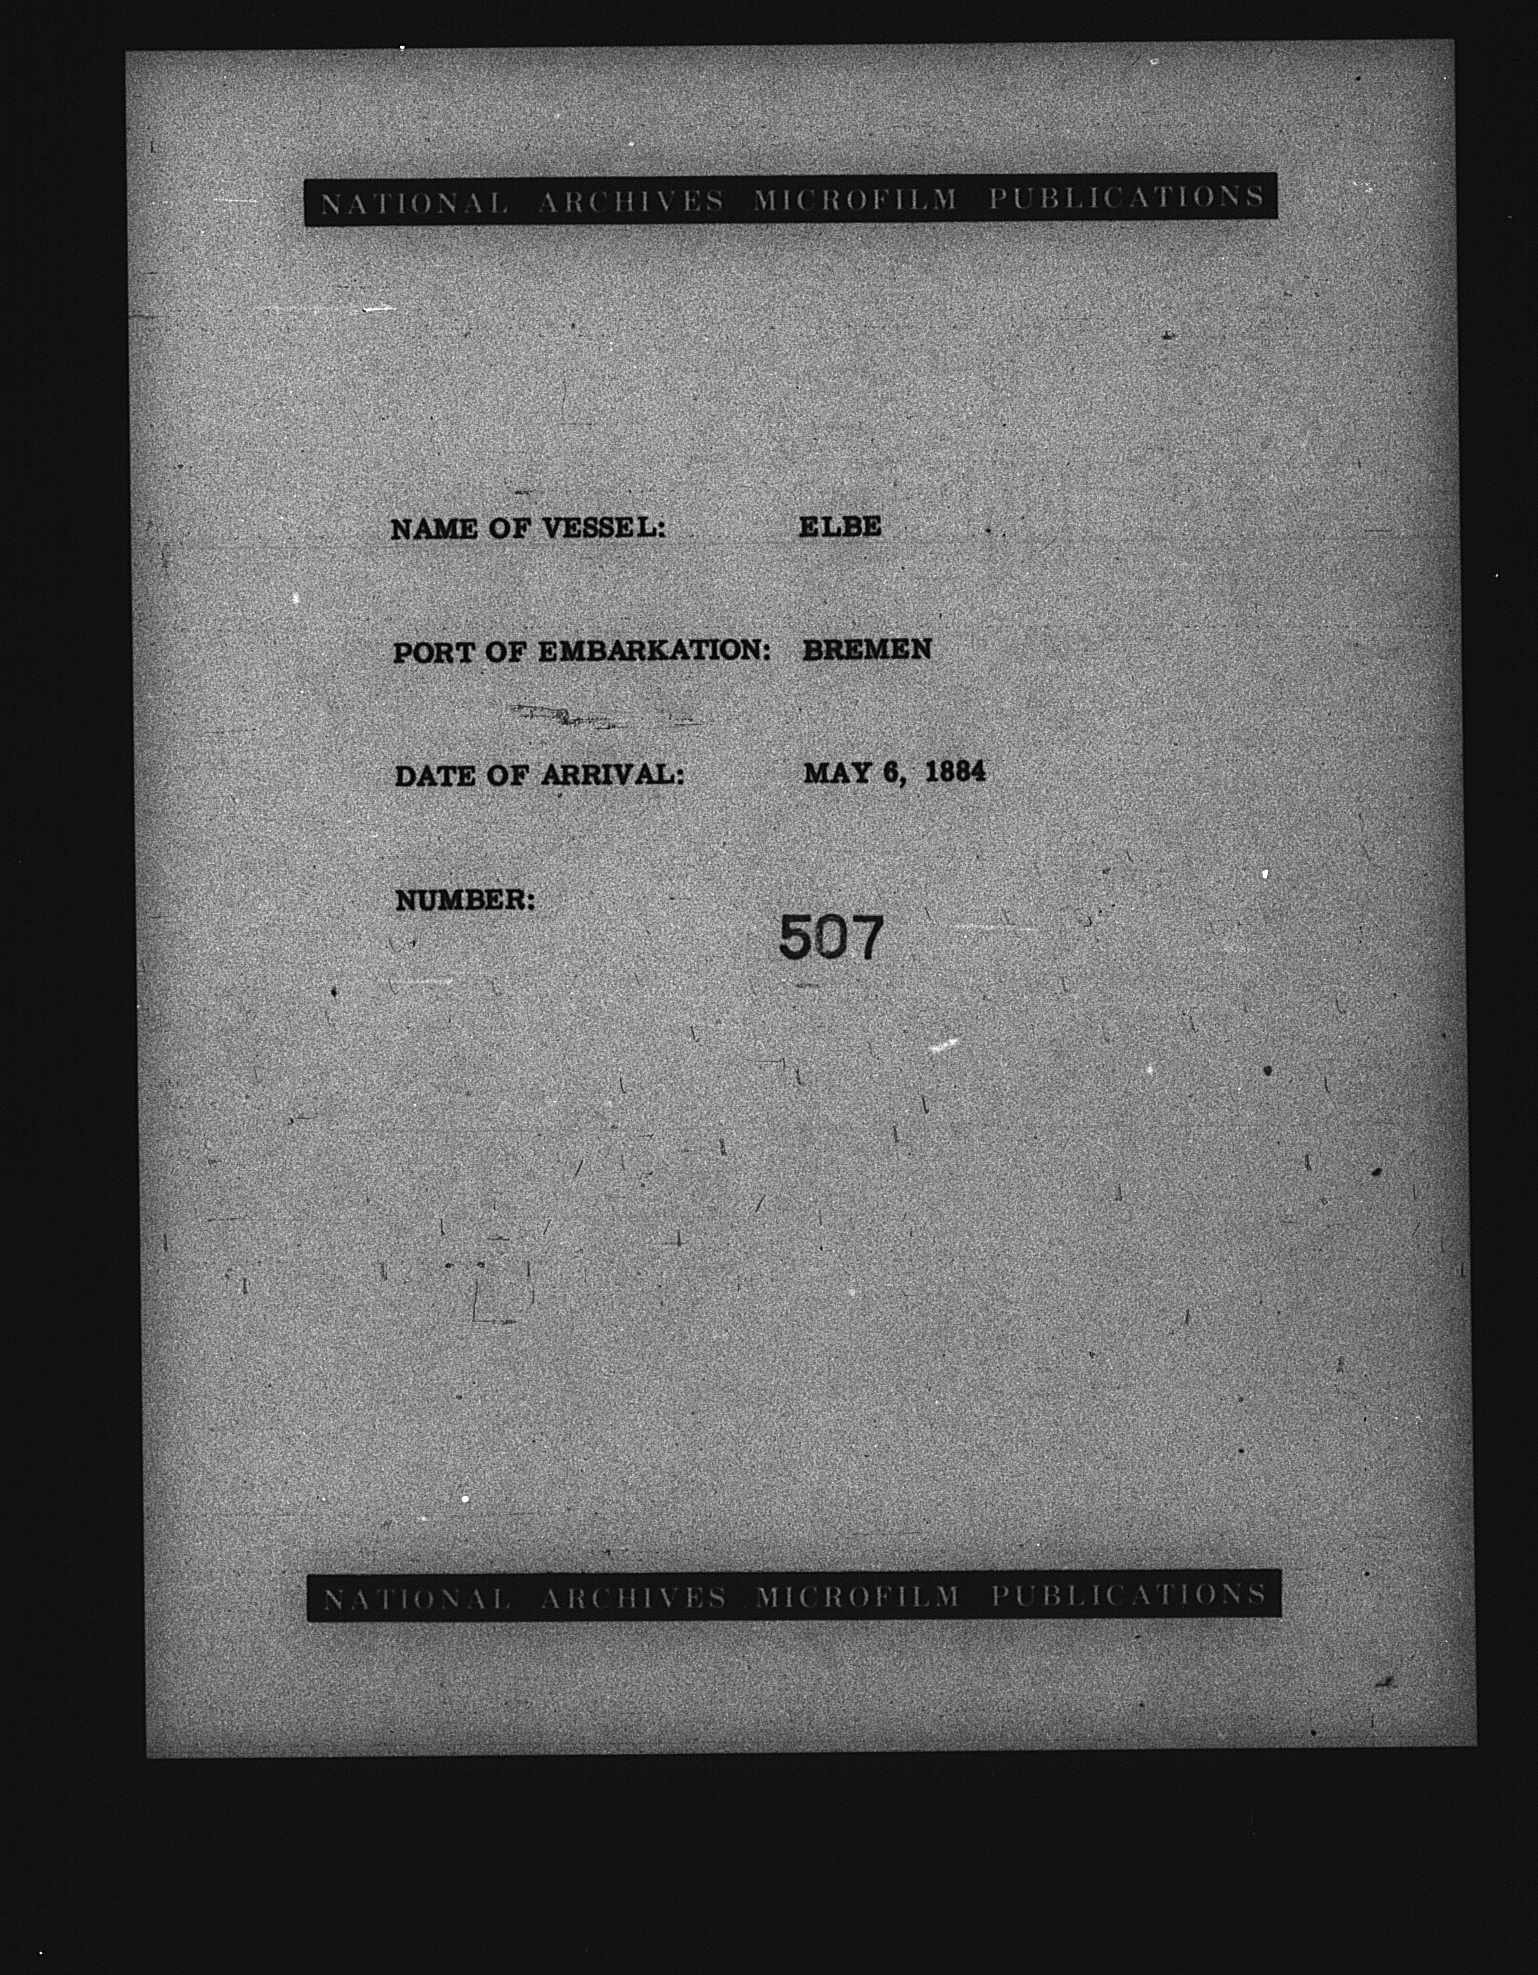 NATIONAL ARCHIVES MICROFILM PUBLICATIONS
NAME OF VESSEL: ELBE
PORT OF EMBARKATION: BREMEN
DATE OF ARRIVAL: MAY 6, 1884
NUMBER:
507
NATIONAL ARCHIVES MICROFILM PUBLICATIONS